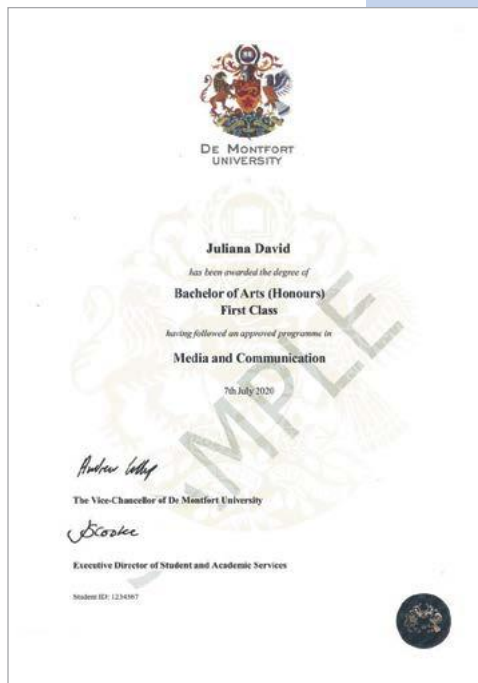 DE MONTFORT
UNIVERSITY
Juliana David
has been awarded the degree of
Bachelor of Arts (Honours)
First Class
having followed an approved programme in
Media and Communication
7th July 2020
The Vice-Chancellor of De Montfort University
Executive Director of Student and Academic Services
Student ID: 1234567